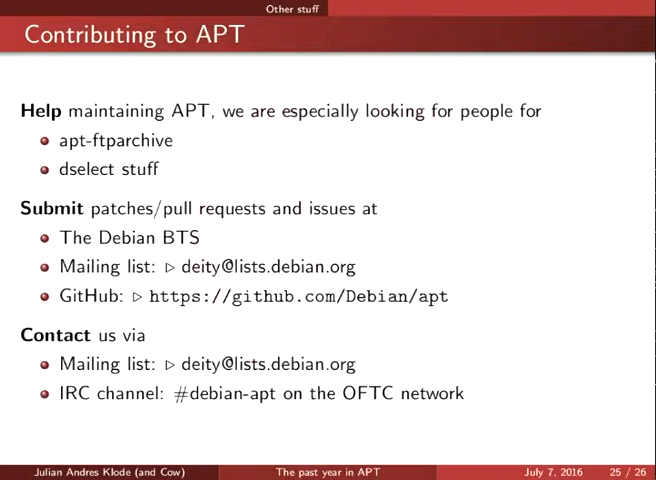 Other stuff
Contributing to APT
Help maintaining APT, we are especially looking for people for
apt-ftparchive
dselect stuff
Submit patches/pull requests and issues at
The Debian BTS
Mailing list: ▷ deity@lists.debian.org
GitHub: ▷ https://github.com/Debian/apt
Contact us via
Mailing list: ▷ deity@lists.debian.org
IRC channel: #debian-apt on the OFTC network
Julian Andres Klode (and Cow) The past year in APT July 7, 2016 25 / 26